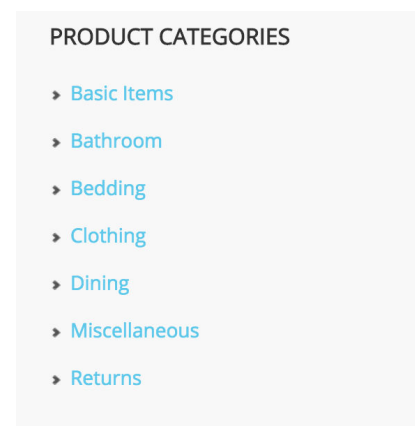 PRODUCT CATEGORIES
Basic Items
Bathroom
Bedding
Clothing
Dining
Miscellaneous
Returns